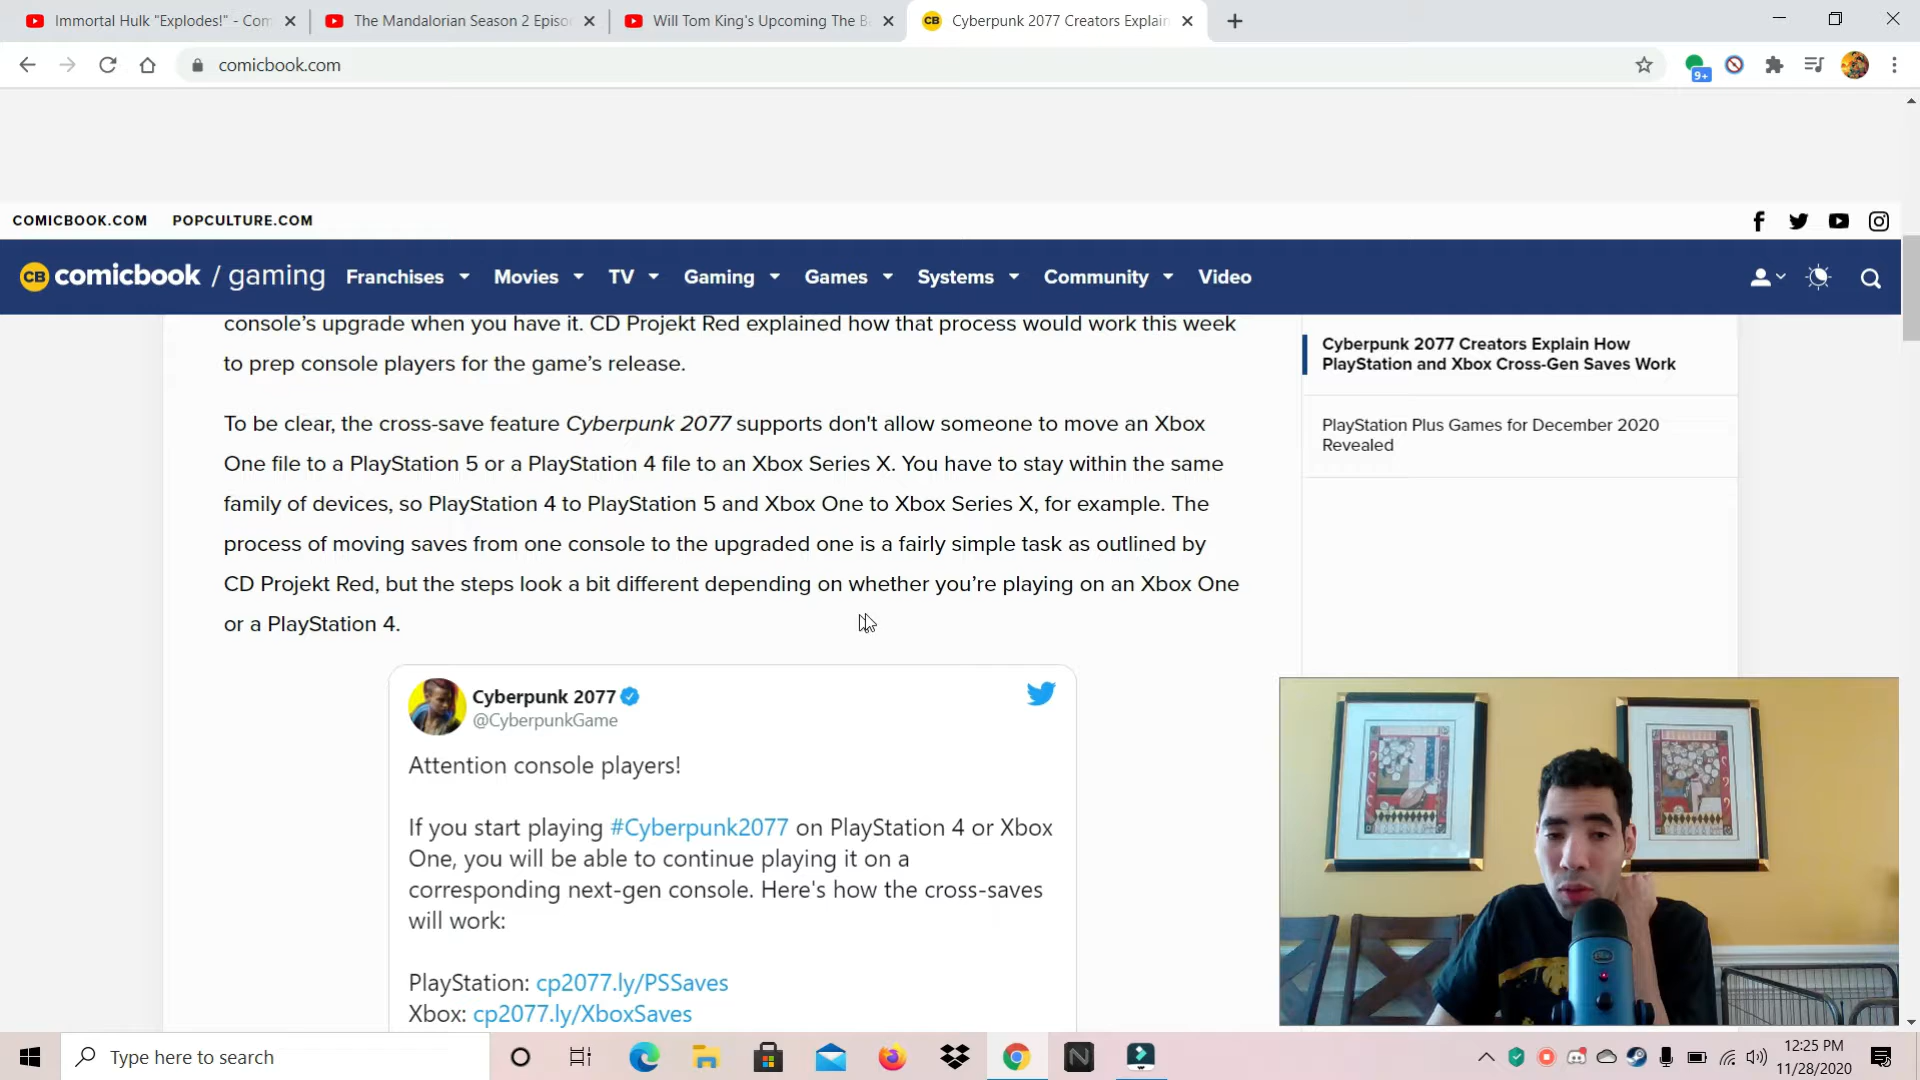 Immortal Hulk "Explodes!" - Com
The Mandalorian Season 2 Episo
Will Tom King's Upcoming The B
CB Cyberpunk 2077 Creators Explain
comicbook.com
9+
COMICBOOK.COM POPCULTURE.COM
CB comicbook / gaming Franchises Movies TV Gaming Games Systems Community Video
console’s upgrade when you have it. CD Projekt Red explained how that process would work this week
to prep console players for the game’s release.
To be clear, the cross-save feature Cyberpunk 2077 supports don't allow someone to move an Xbox
One file to a PlayStation 5 or a PlayStation 4 file to an Xbox Series X. You have to stay within the same
family of devices, so PlayStation 4 to PlayStation 5 and Xbox One to Xbox Series X, for example. The
process of moving saves from one console to the upgraded one is a fairly simple task as outlined by
CD Projekt Red, but the steps look a bit different depending on whether you’re playing on an Xbox One
or a PlayStation 4.
Cyberpunk 2077
@CyberpunkGame
Attention console players!
If you start playing #Cyberpunk2077 on PlayStation 4 or Xbox
One, you will be able to continue playing it on a
corresponding next-gen console. Here's how the cross-saves
will work:
PlayStation: cp2077.ly/PSSaves
Xbox: cp2077.ly/XboxSaves
Cyberpunk 2077 Creators Explain How
PlayStation and Xbox Cross-Gen Saves Work
PlayStation Plus Games for December 2020
Revealed
Type here to search
N
12:25 PM
11/28/2020